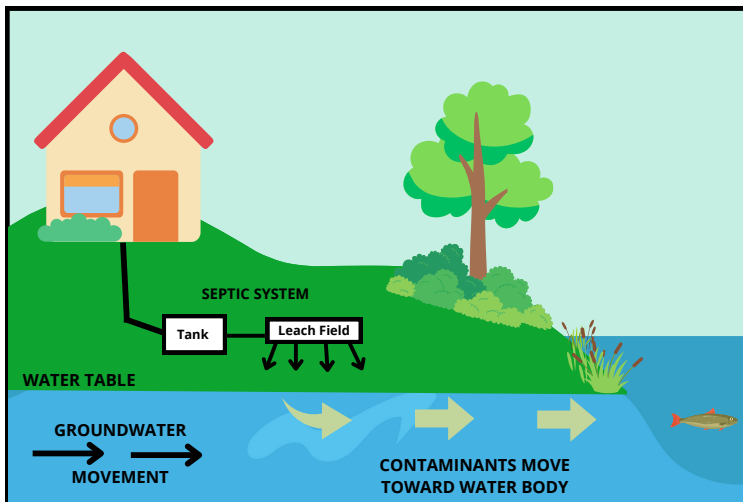 SEPTIC SYSTEM
Tank
Leach Field
WATER TABLE
GROUNDWATER
MOVEMENT
CONTAMINANTS MOVE
TOWARD WATER BODY